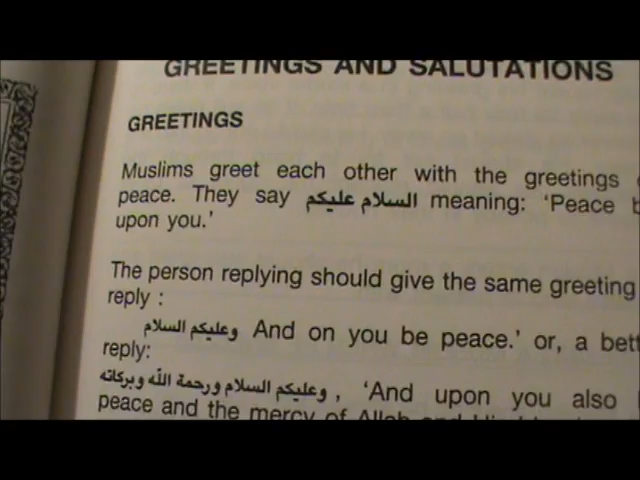 GREETINGS AND SALUTATIONS
GREETINGS
Muslims greet each other with the greetings
peace. They say السلام عليكم meaning: 'Peace
upon you.'
The person replying should give the same greeting
reply :
وعليكم السلام And on you be peace.' or, a
reply:
وعليكم السلام ورحمة الله وبركاته , 'And upon you also
peace and the mercy of Allah and